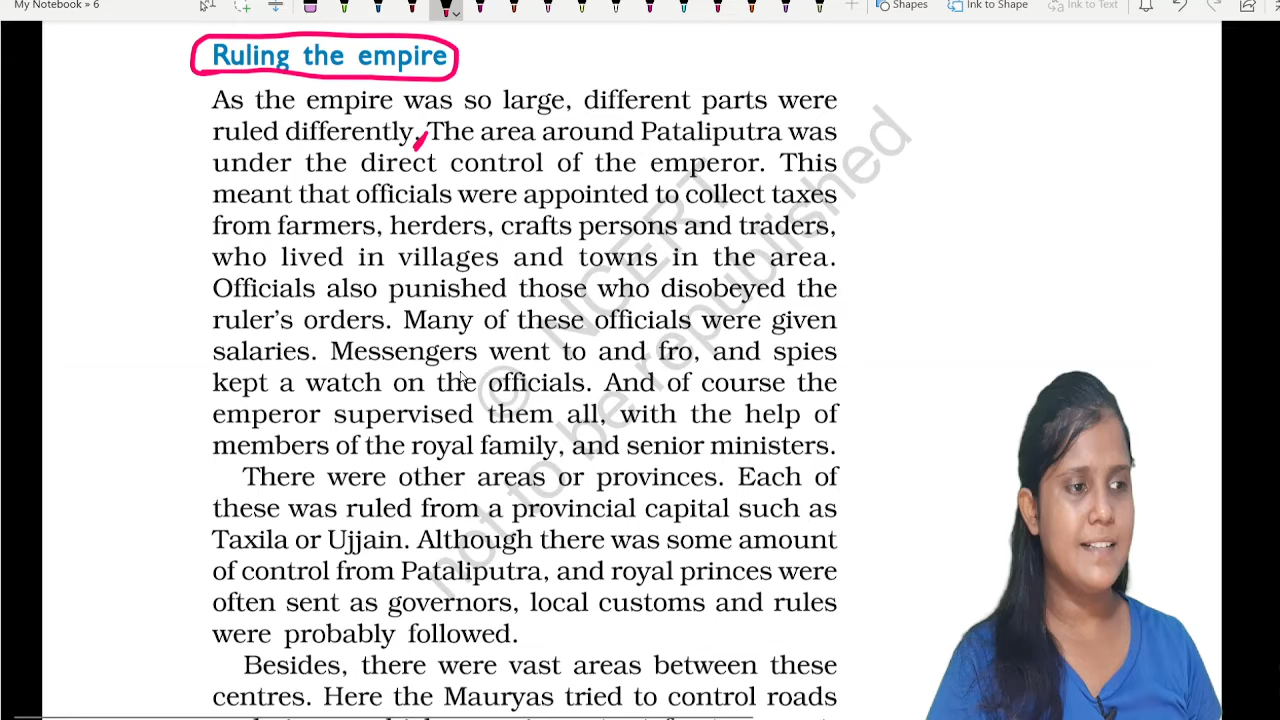 My Notebook » 6
Shapes
Ink to Shape
Ink to Text
Ruling the empire
As the empire was so large, different parts were
ruled differently. The area around Pataliputra was
under the direct control of the emperor. This
meant that officials were appointed to collect taxes
from farmers, herders, crafts persons and traders,
who lived in villages and towns in the area.
Officials also punished those who disobeyed the
ruler's orders. Many of these officials were given
salaries. Messengers went to and fro, and spies
kept a watch on the officials. And of course the
emperor supervised them all, with the help of
members of the royal family, and senior ministers.
There were other areas or provinces. Each of
these was ruled from a provincial capital such as
Taxila or Ujjain. Although there was some amount
of control from Pataliputra, and royal princes were
often sent as governors, local customs and rules
were probably followed.
Besides, there were vast areas between these
centres. Here the Mauryas tried to control roads
© NCERT
not to be republished